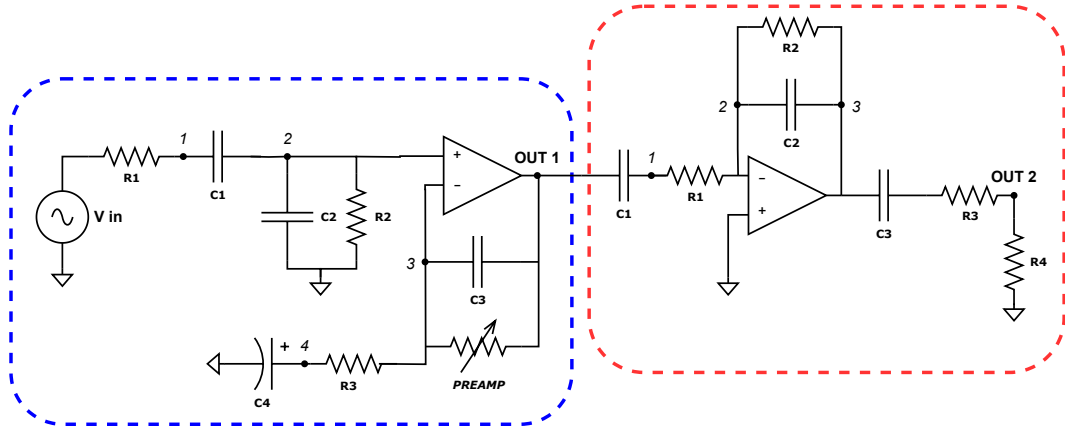 R2
2
3
C2
1
2
OUT 1
1
+
−
R1
C1
C1
R1
−
+
OUT 2
C3
R3
V in
C2
R2
R4
3
C3
+
4
R3
C4
PREAMP